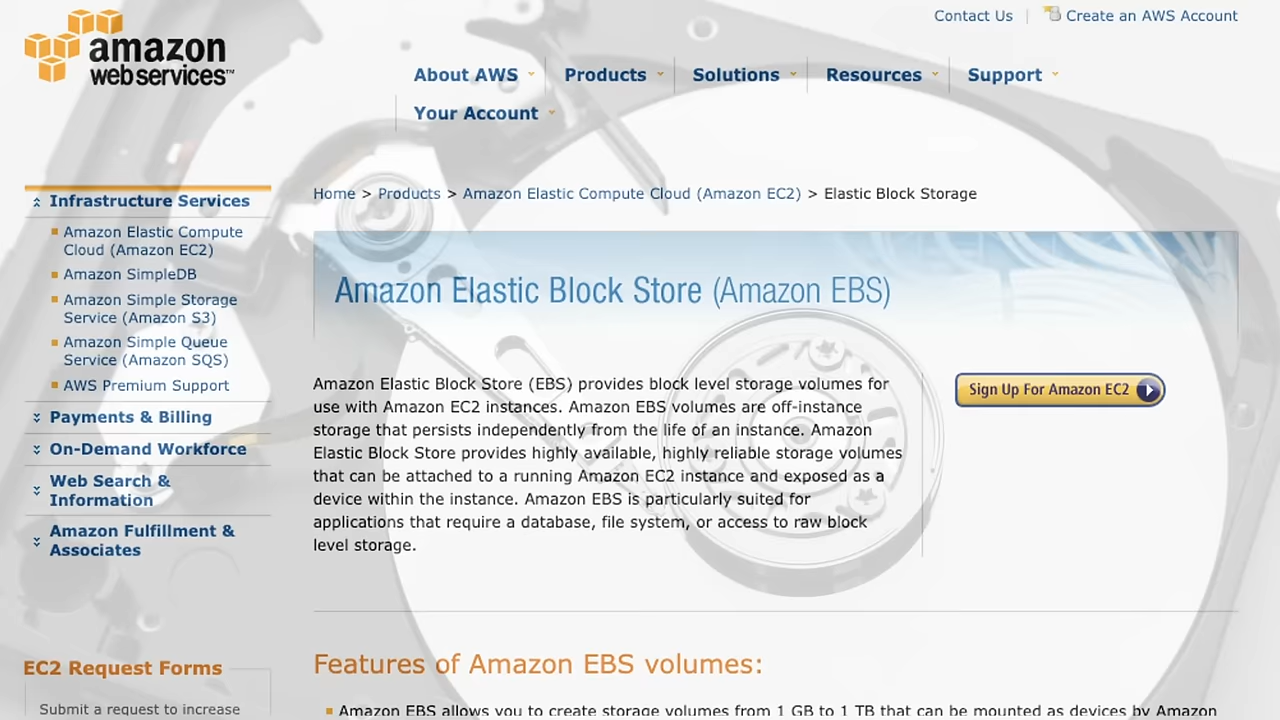 Contact Us | Create an AWS Account
amazon
webservices™
About AWS Products Solutions Resources Support
Your Account
Home > Products > Amazon Elastic Compute Cloud (Amazon EC2) > Elastic Block Storage
Infrastructure Services
Amazon Elastic Compute
Cloud (Amazon EC2)
Amazon SimpleDB
Amazon Simple Storage
Service (Amazon S3)
Amazon Simple Queue
Service (Amazon SQS)
AWS Premium Support
Payments & Billing
On-Demand Workforce
Web Search &
Information
Amazon Fulfillment &
Associates
EC2 Request Forms
Submit a request to increase
Amazon Elastic Block Store (Amazon EBS)
Amazon Elastic Block Store (EBS) provides block level storage volumes for
use with Amazon EC2 instances. Amazon EBS volumes are off-instance
storage that persists independently from the life of an instance. Amazon
Elastic Block Store provides highly available, highly reliable storage volumes
that can be attached to a running Amazon EC2 instance and exposed as a
device within the instance. Amazon EBS is particularly suited for
applications that require a database, file system, or access to raw block
level storage.
Sign Up For Amazon EC2
Features of Amazon EBS volumes:
Amazon EBS allows you to create storage volumes from 1 GB to 1 TB that can be mounted as devices by Amazon